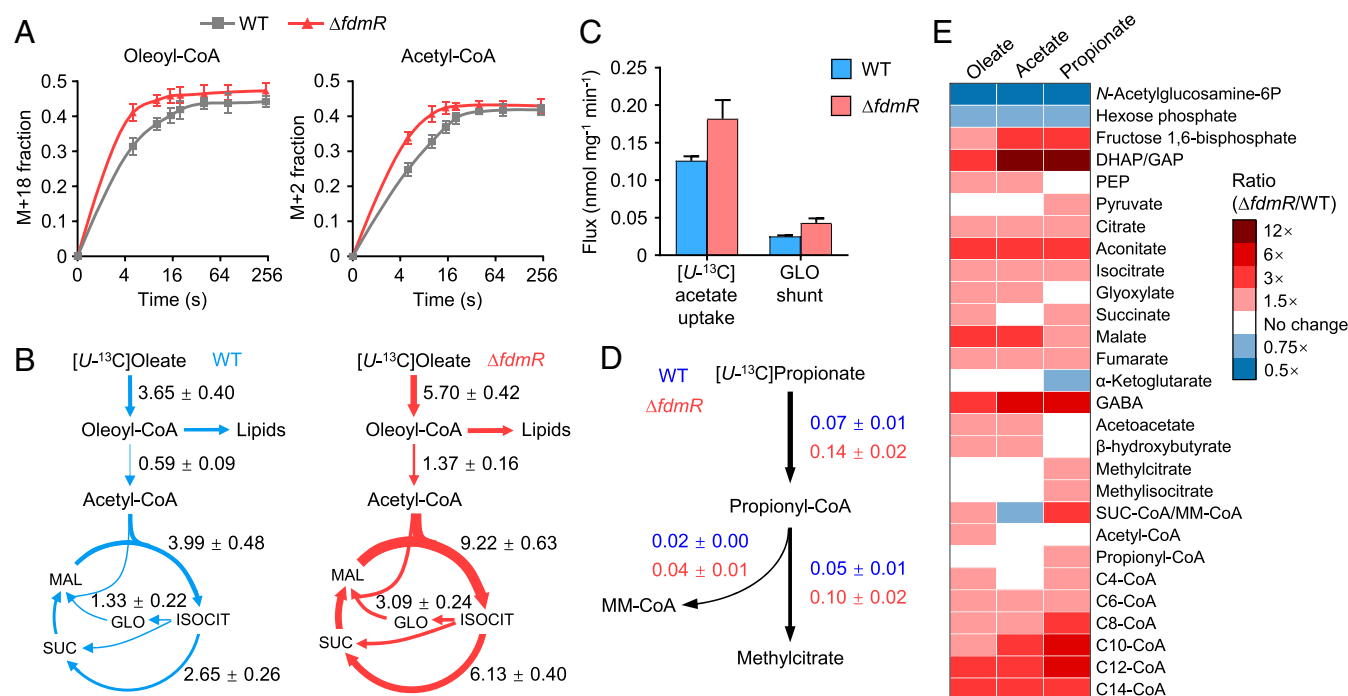 A
WT
ΔfdmR
Oleoyl-CoA
M+18 fraction
0.5
0.4
0.3
0.2
0.1
0
0
4
16
64
256
Time (s)
Acetyl-CoA
M+2 fraction
0.5
0.4
0.3
0.2
0.1
0
0
4
16
64
256
Time (s)
B
[U-¹³C]Oleate WT
3.65 ± 0.40
Oleoyl-CoA
Lipids
0.59 ± 0.09
Acetyl-CoA
3.99 ± 0.48
MAL
1.33 ± 0.22
GLO
ISOCIT
SUC
2.65 ± 0.26
[U-¹³C]Oleate ΔfdmR
5.70 ± 0.42
Oleoyl-CoA
Lipids
1.37 ± 0.16
Acetyl-CoA
9.22 ± 0.63
MAL
3.09 ± 0.24
GLO
ISOCIT
SUC
6.13 ± 0.40
C
Flux (nmol mg⁻¹ min⁻¹)
0.25
0.20
0.15
0.10
0.05
0
[U-¹³C]
acetate
uptake
GLO
shunt
WT
ΔfdmR
D
WT
ΔfdmR
[U-¹³C]Propionate
0.07 ± 0.01
0.14 ± 0.02
Propionyl-CoA
0.02 ± 0.00
0.04 ± 0.01
0.05 ± 0.01
0.10 ± 0.02
MM-CoA
Methylcitrate
E
Oleate
Acetate
Propionate
N-Acetylglucosamine-6P
Hexose phosphate
Fructose 1,6-bisphosphate
DHAP/GAP
PEP
Pyruvate
Citrate
Aconitate
Isocitrate
Glyoxylate
Succinate
Malate
Fumarate
α-Ketoglutarate
GABA
Acetoacetate
β-hydroxybutyrate
Methylcitrate
Methylisocitrate
SUC-CoA/MM-CoA
Acetyl-CoA
Propionyl-CoA
C4-CoA
C6-CoA
C8-CoA
C10-CoA
C12-CoA
C14-CoA
Ratio
(ΔfdmR/WT)
12×
6×
3×
1.5×
No change
0.75×
0.5×